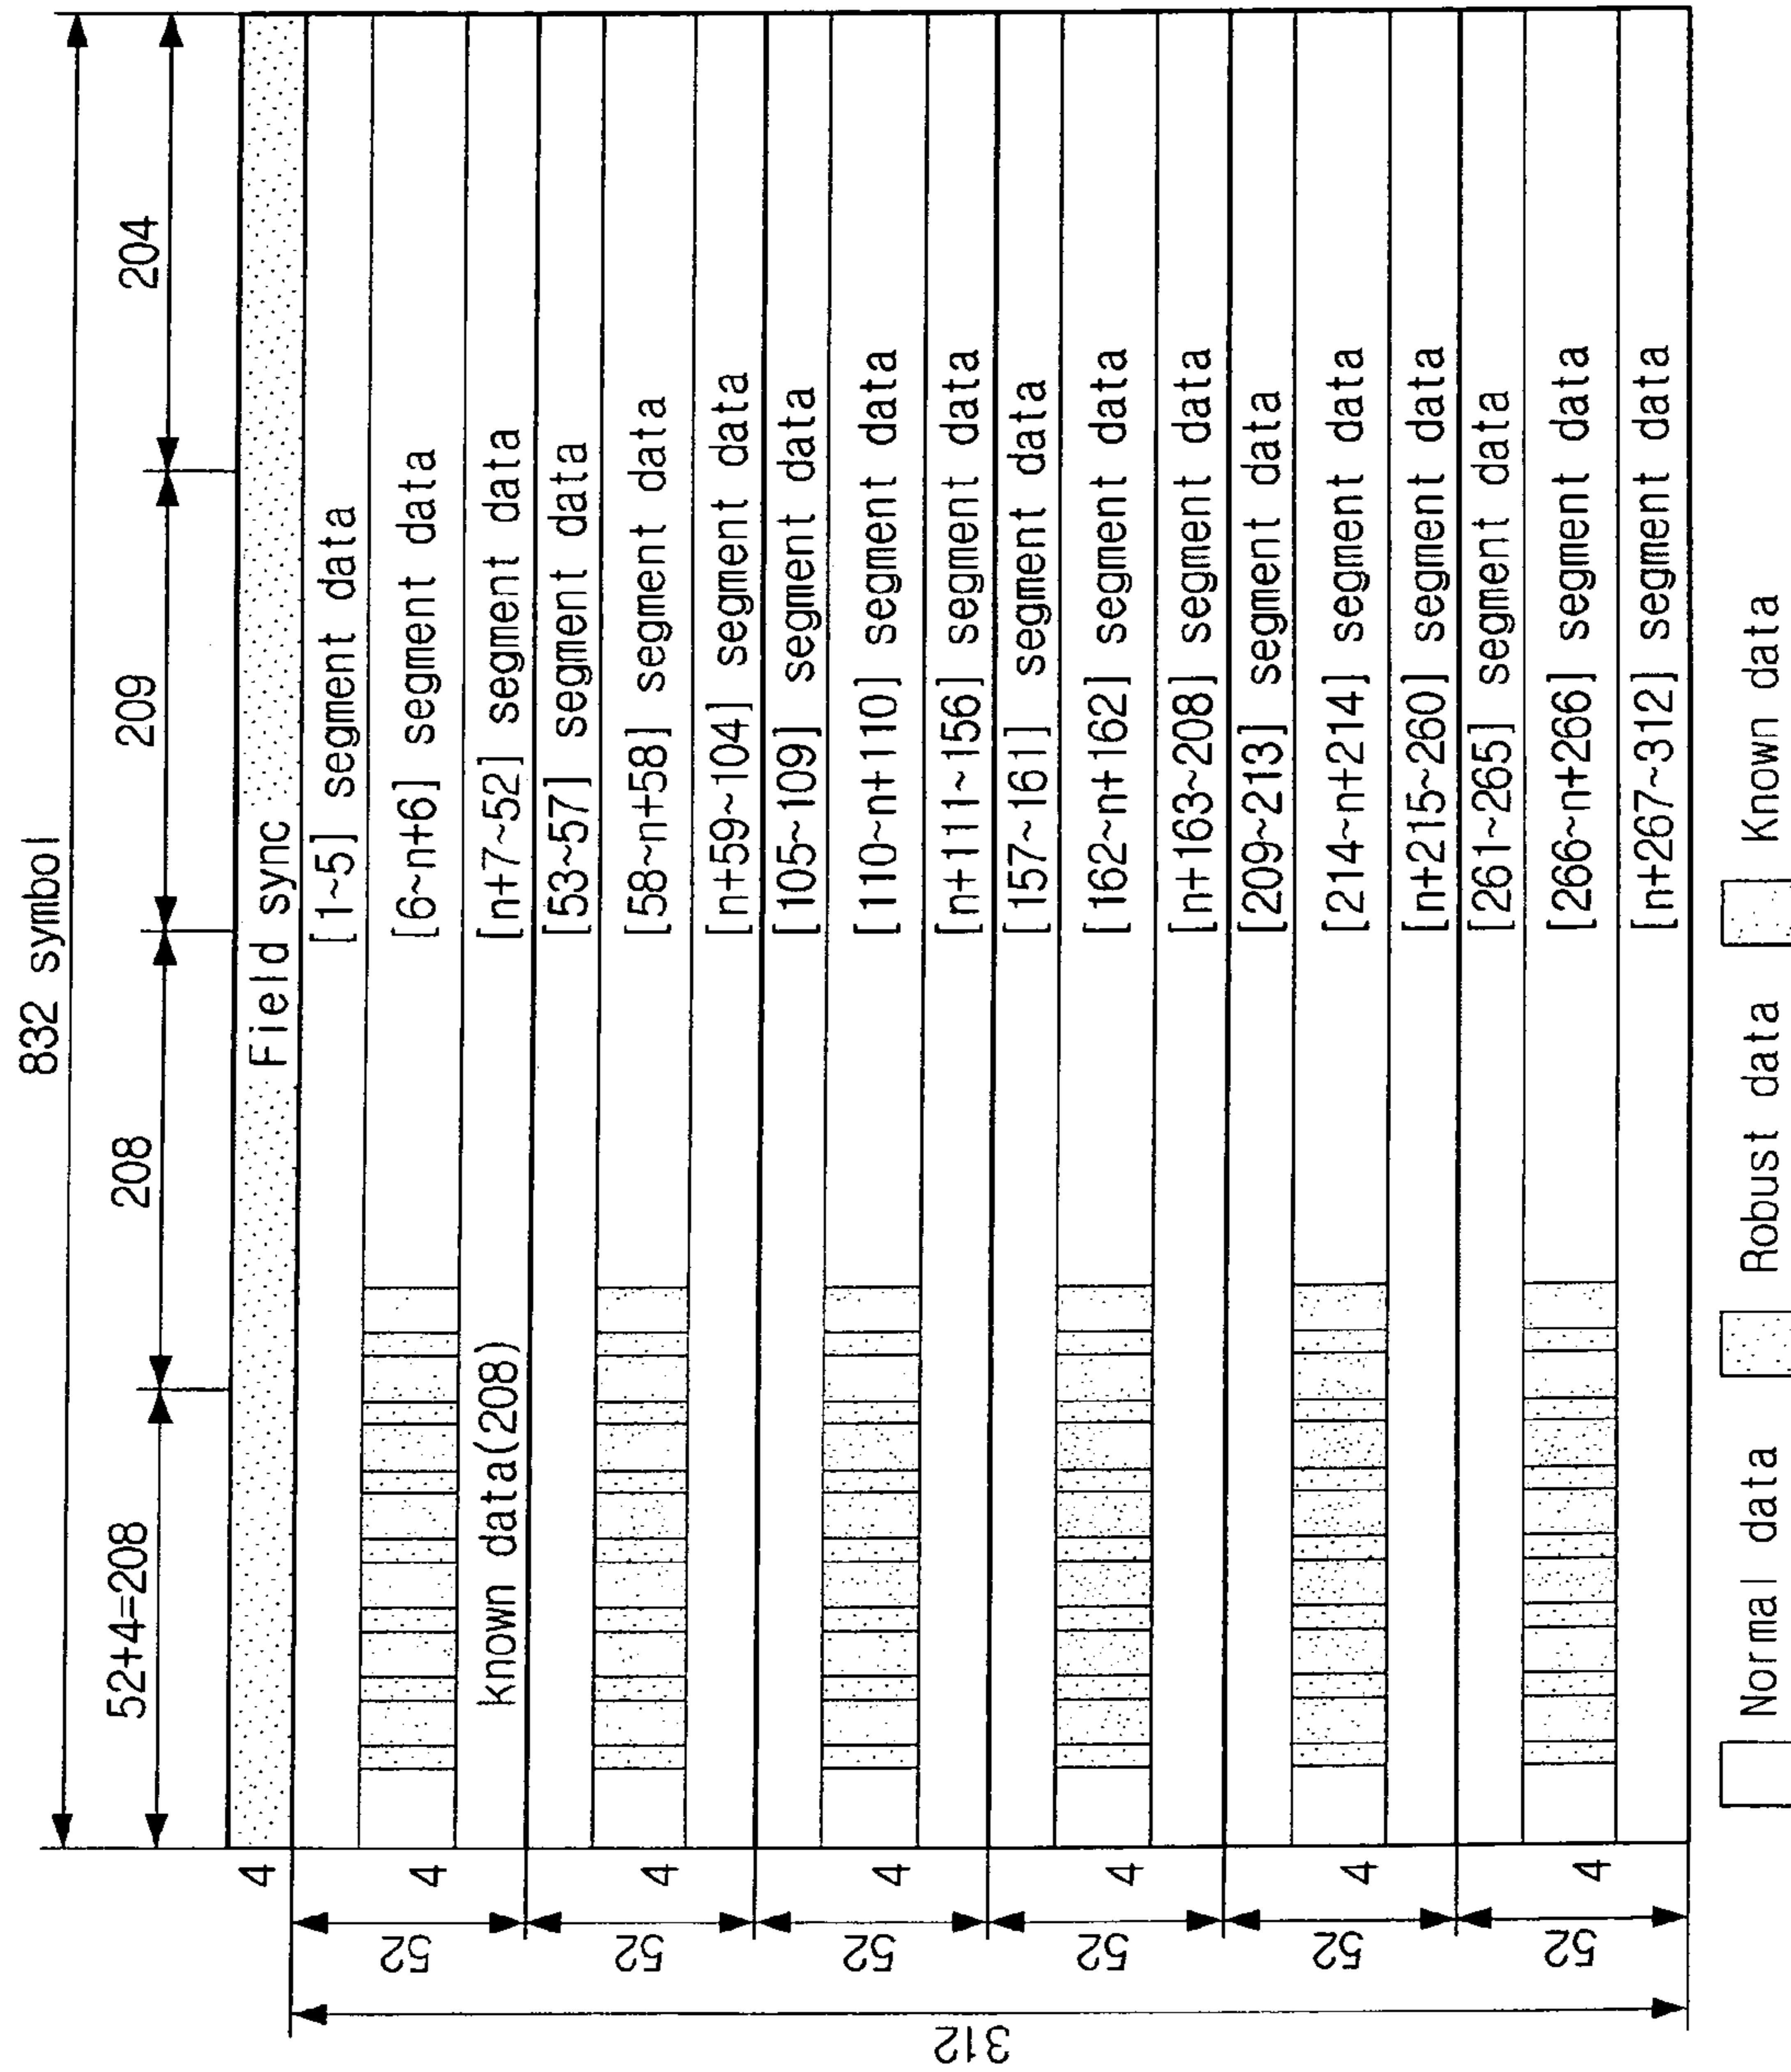 832 symbol
52+4=208
208
209
204
4
Field sync
[1~5] segment data
4
[6~n+6] segment data
known data(208)
[n+7~52] segment data
52
[53~57] segment data
4
[58~n+58] segment data
[n+59~104] segment data
52
[105~109] segment data
4
[110~n+110] segment data
[n+111~156] segment data
52
[157~161] segment data
4
[162~n+162] segment data
[n+163~208] segment data
52
[209~213] segment data
4
[214~n+214] segment data
[n+215~260] segment data
52
[261~265] segment data
4
[266~n+266] segment data
[n+267~312] segment data
52
312
Normal data
Robust data
Known data